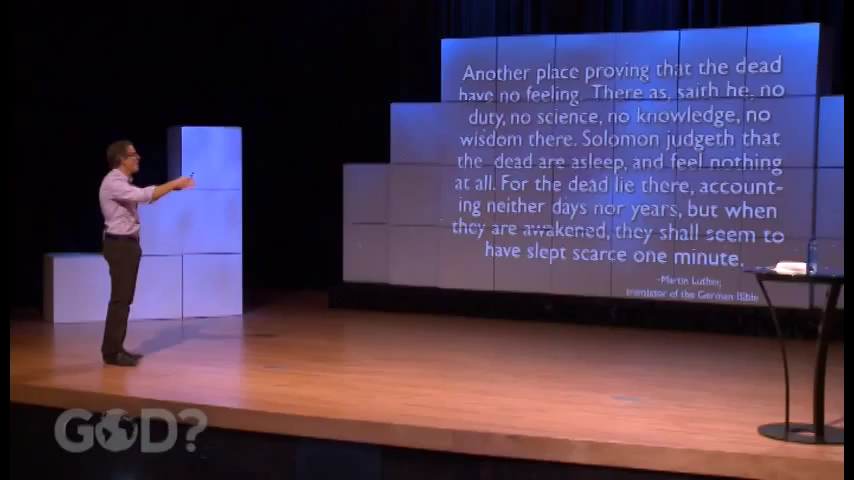 Another place proving that the dead
have no feeling. There as, saith he, no
duty, no science, no knowledge, no
wisdom there. Solomon judgeth that
the dead are asleep, and feel nothing
at all. For the dead lie there, account-
ing neither days nor years, but when
they are awakened, they shall seem to
have slept scarce one minute.
-Martin Luther,
translator of the German Bible
GOD?